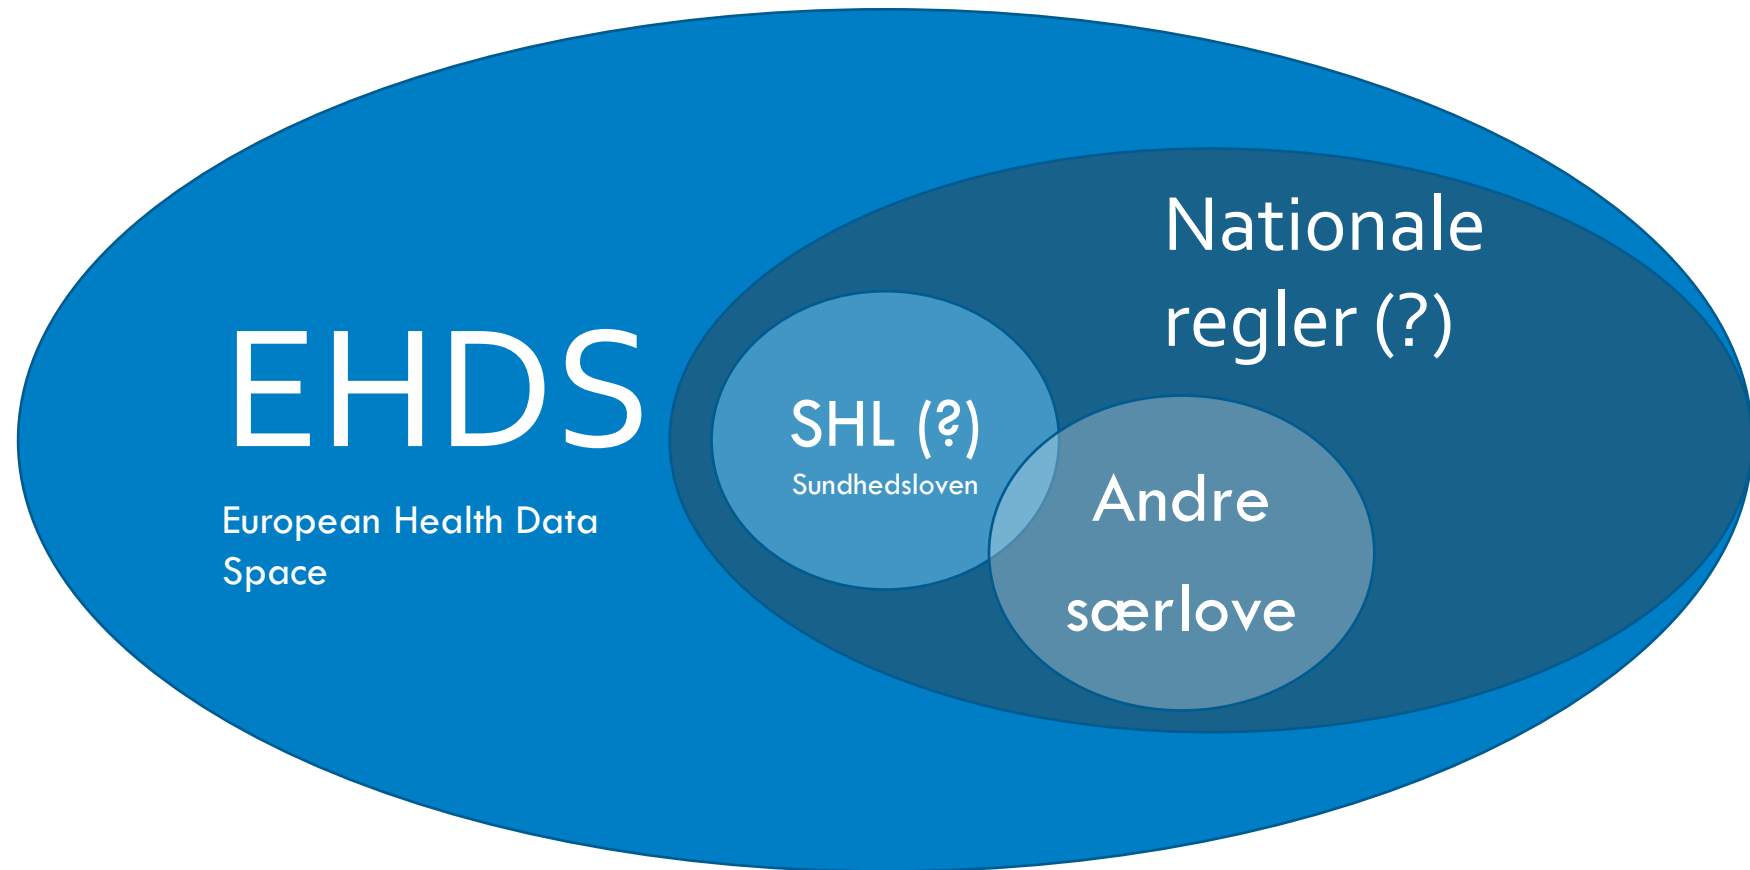 EHDS
European Health Data
Space
Nationale
regler (?)
SHL (?)
Sundhedsloven
Andre
særlove